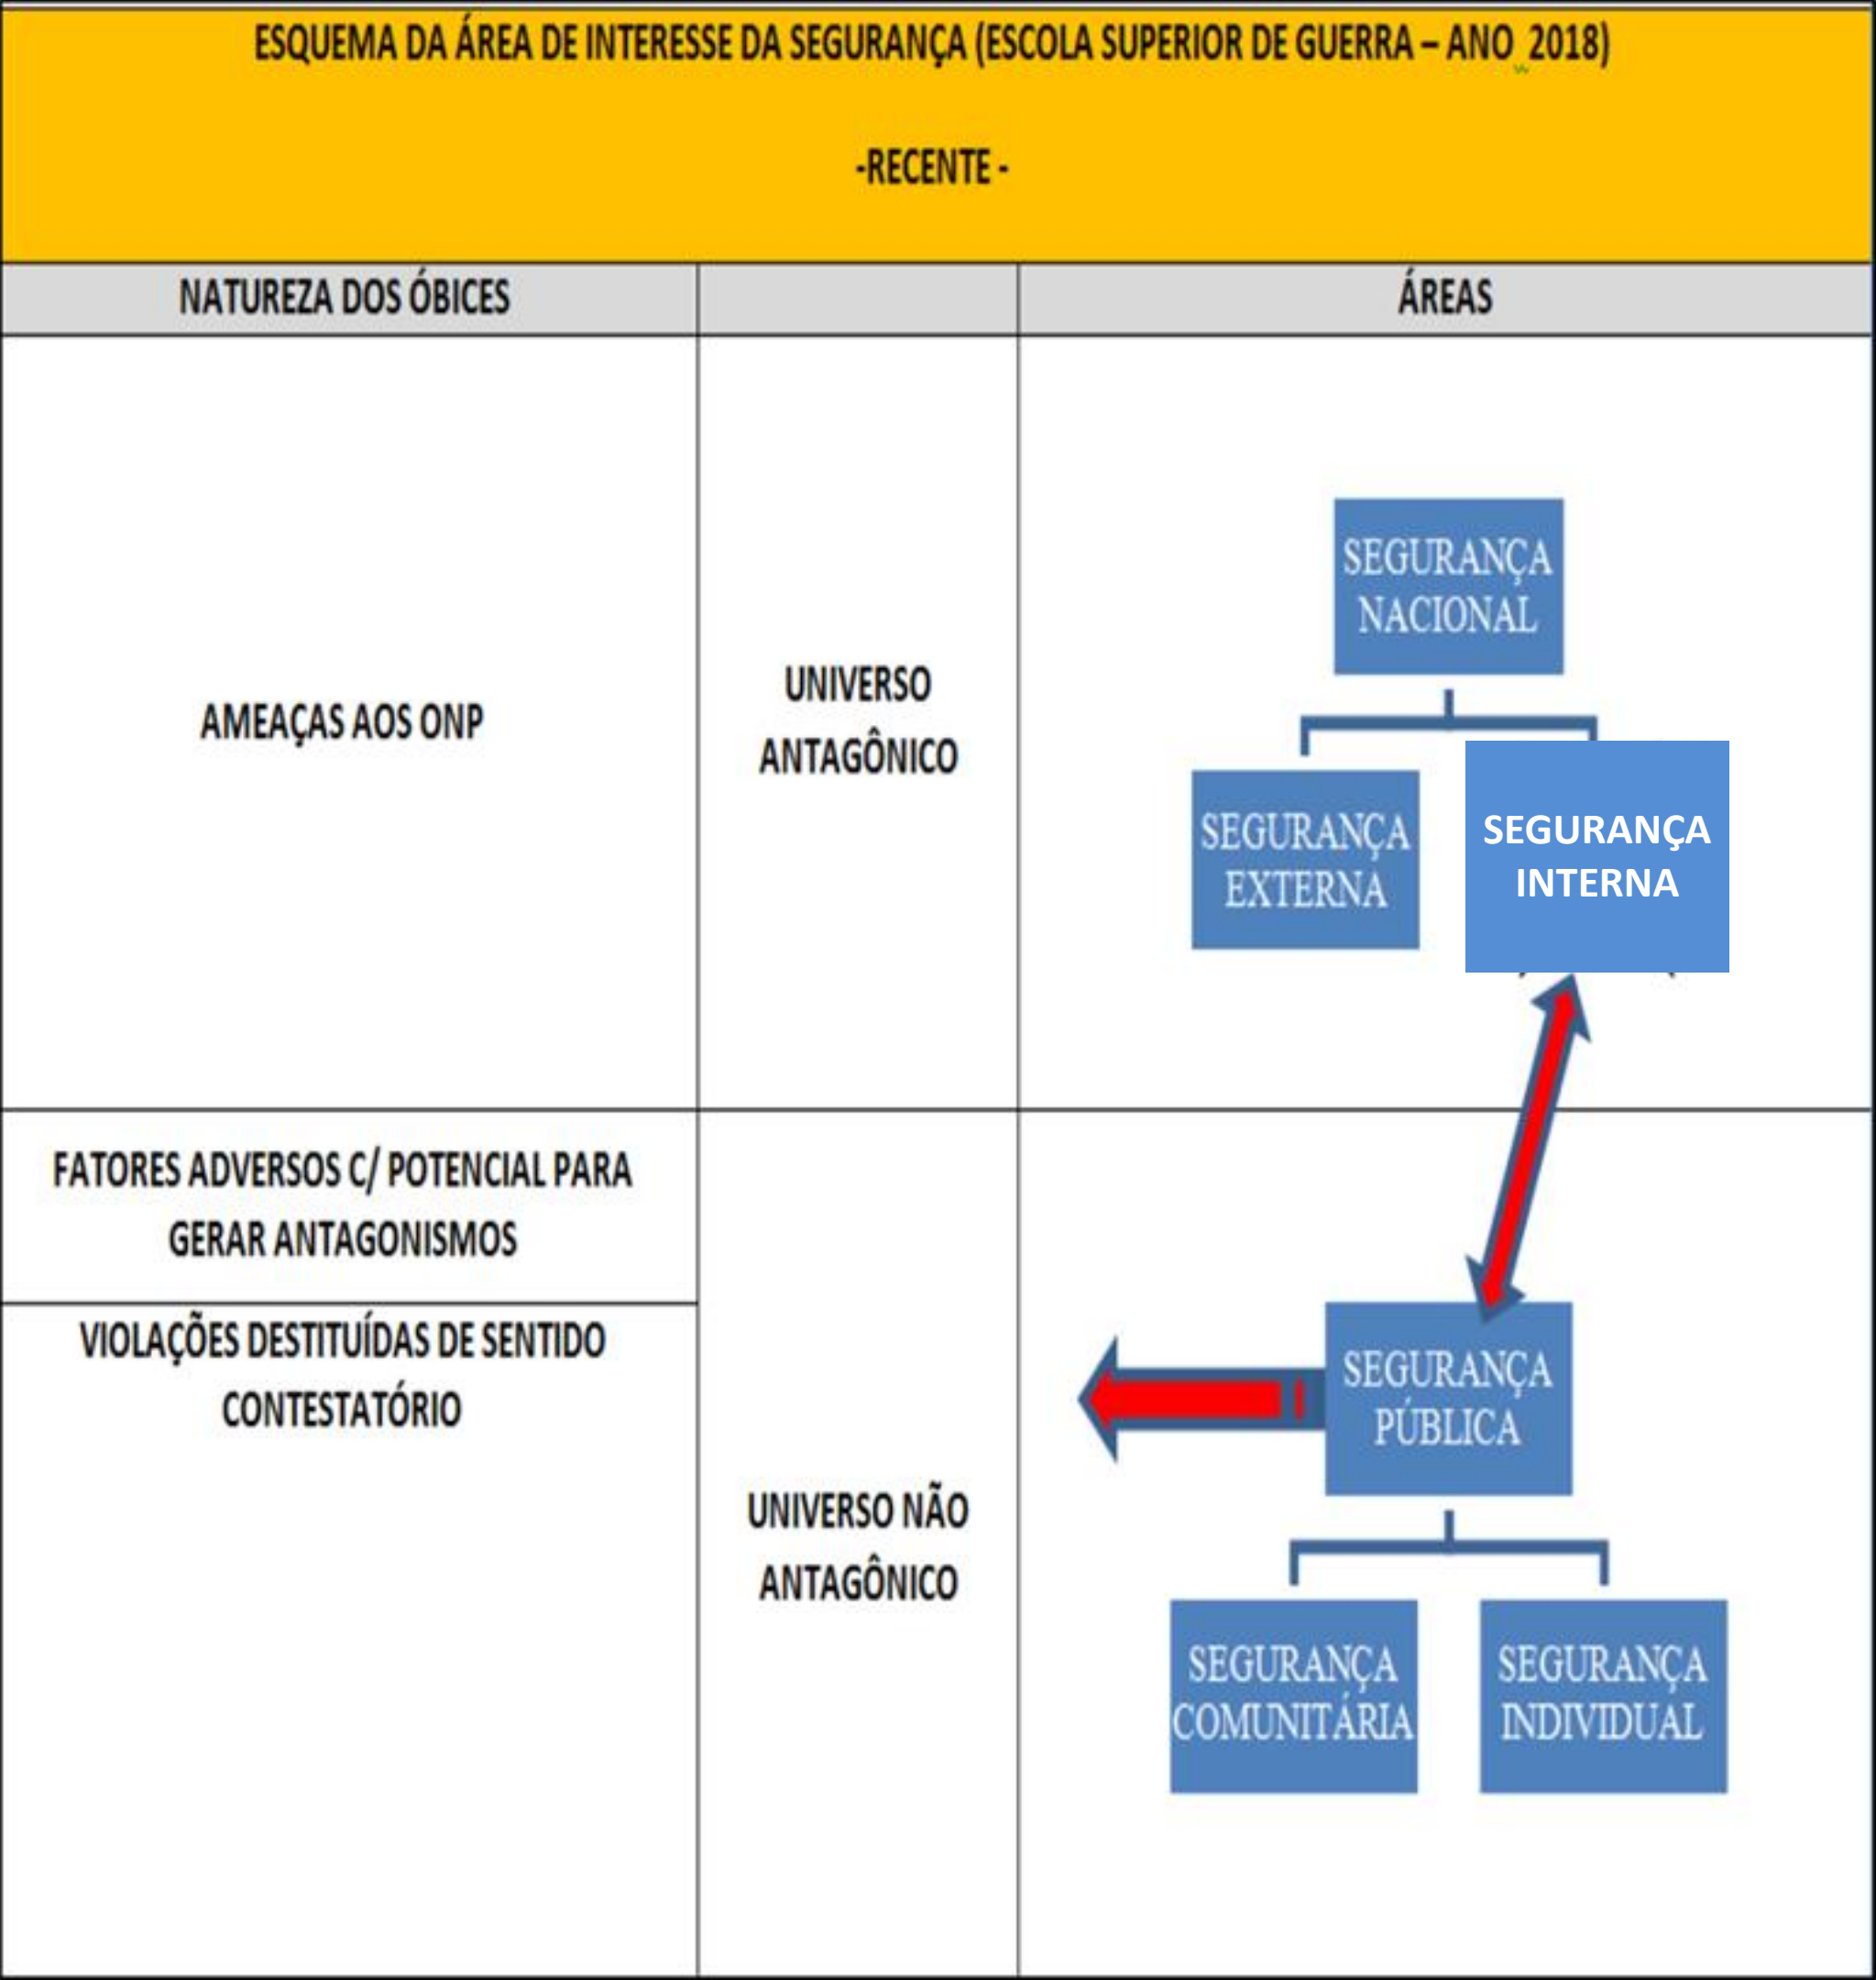 ESQUEMA DA ÁREA DE INTERESSE DA SEGURANÇA (ESCOLA SUPERIOR DE GUERRA – ANO 2018)
-RECENTE -
NATUREZA DOS ÓBICES
ÁREAS
AMEAÇAS AOS ONP
UNIVERSO
ANTAGÔNICO
SEGURANÇA
NACIONAL
SEGURANÇA
EXTERNA
SEGURANÇA
INTERNA
FATORES ADVERSOS C/ POTENCIAL PARA
GERAR ANTAGONISMOS
VIOLAÇÕES DESTITUÍDAS DE SENTIDO
CONTESTATÓRIO
UNIVERSO NÃO
ANTAGÔNICO
SEGURANÇA
PÚBLICA
SEGURANÇA
COMUNITÁRIA
SEGURANÇA
INDIVIDUAL